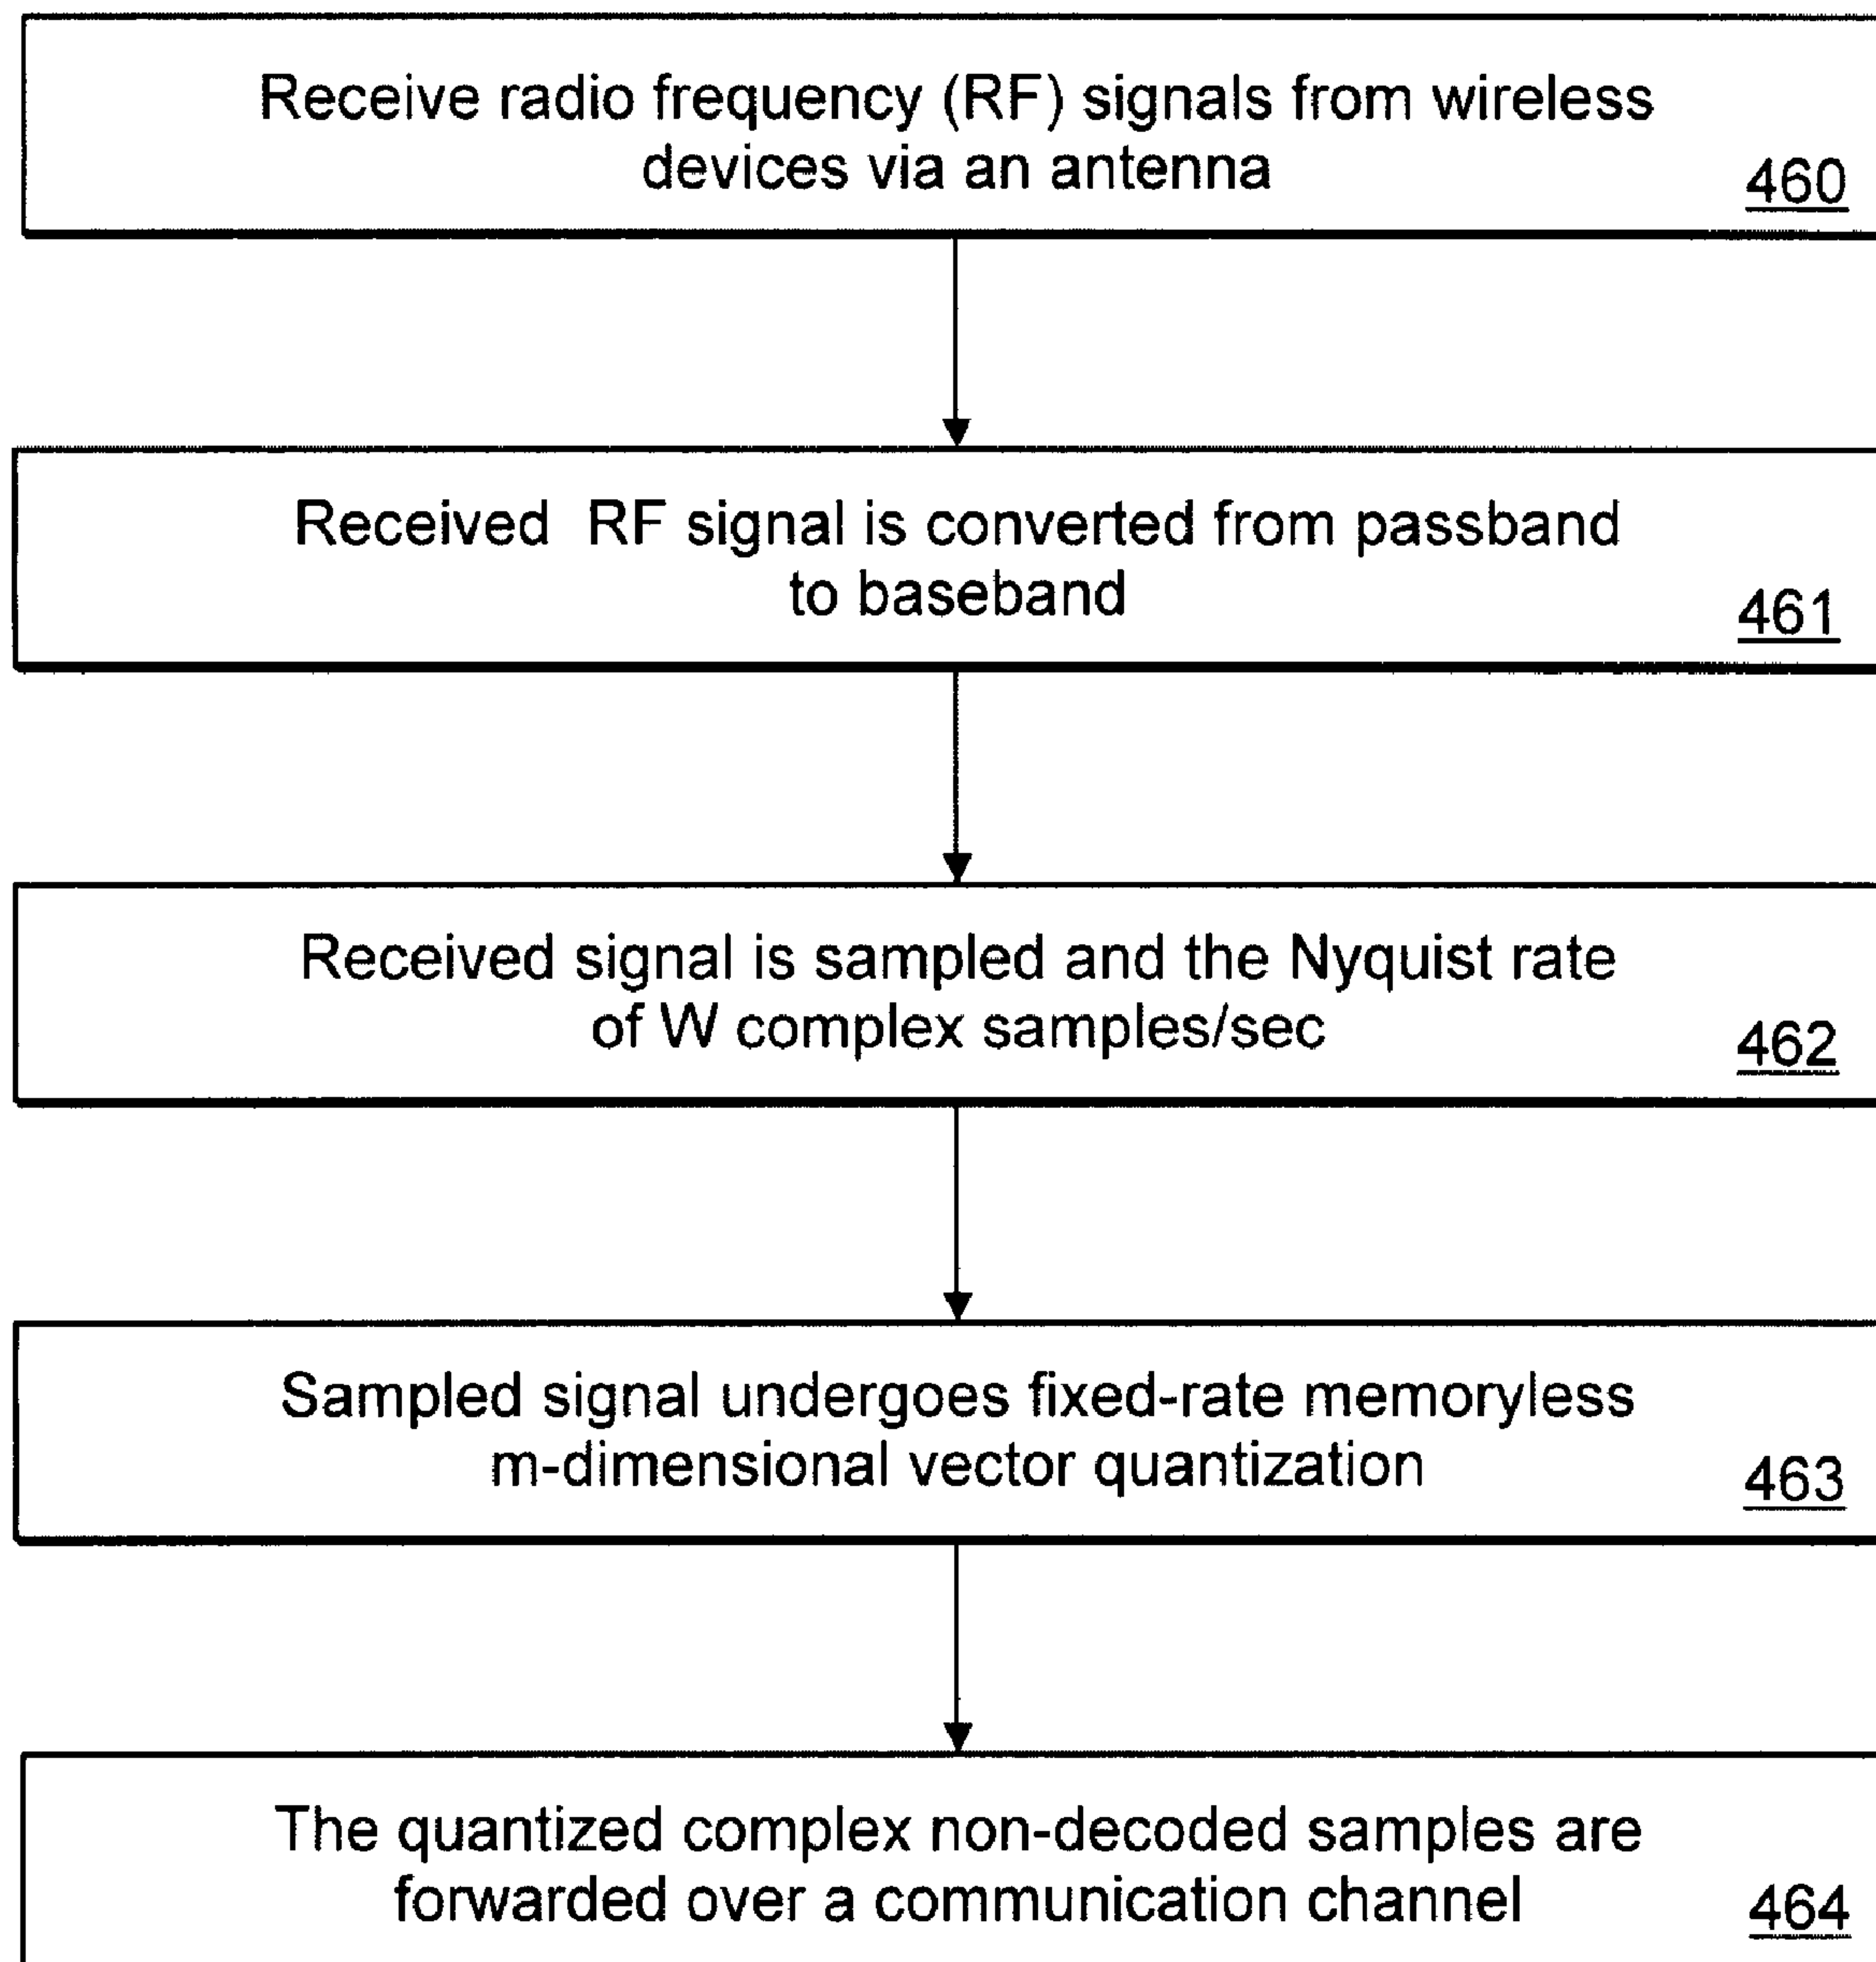 Receive radio frequency (RF) signals from wireless
devices via an antenna
460
Received RF signal is converted from passband
to baseband
461
Received signal is sampled and the Nyquist rate
of W complex samples/sec
462
Sampled signal undergoes fixed-rate memoryless
m-dimensional vector quantization
463
The quantized complex non-decoded samples are
forwarded over a communication channel
464